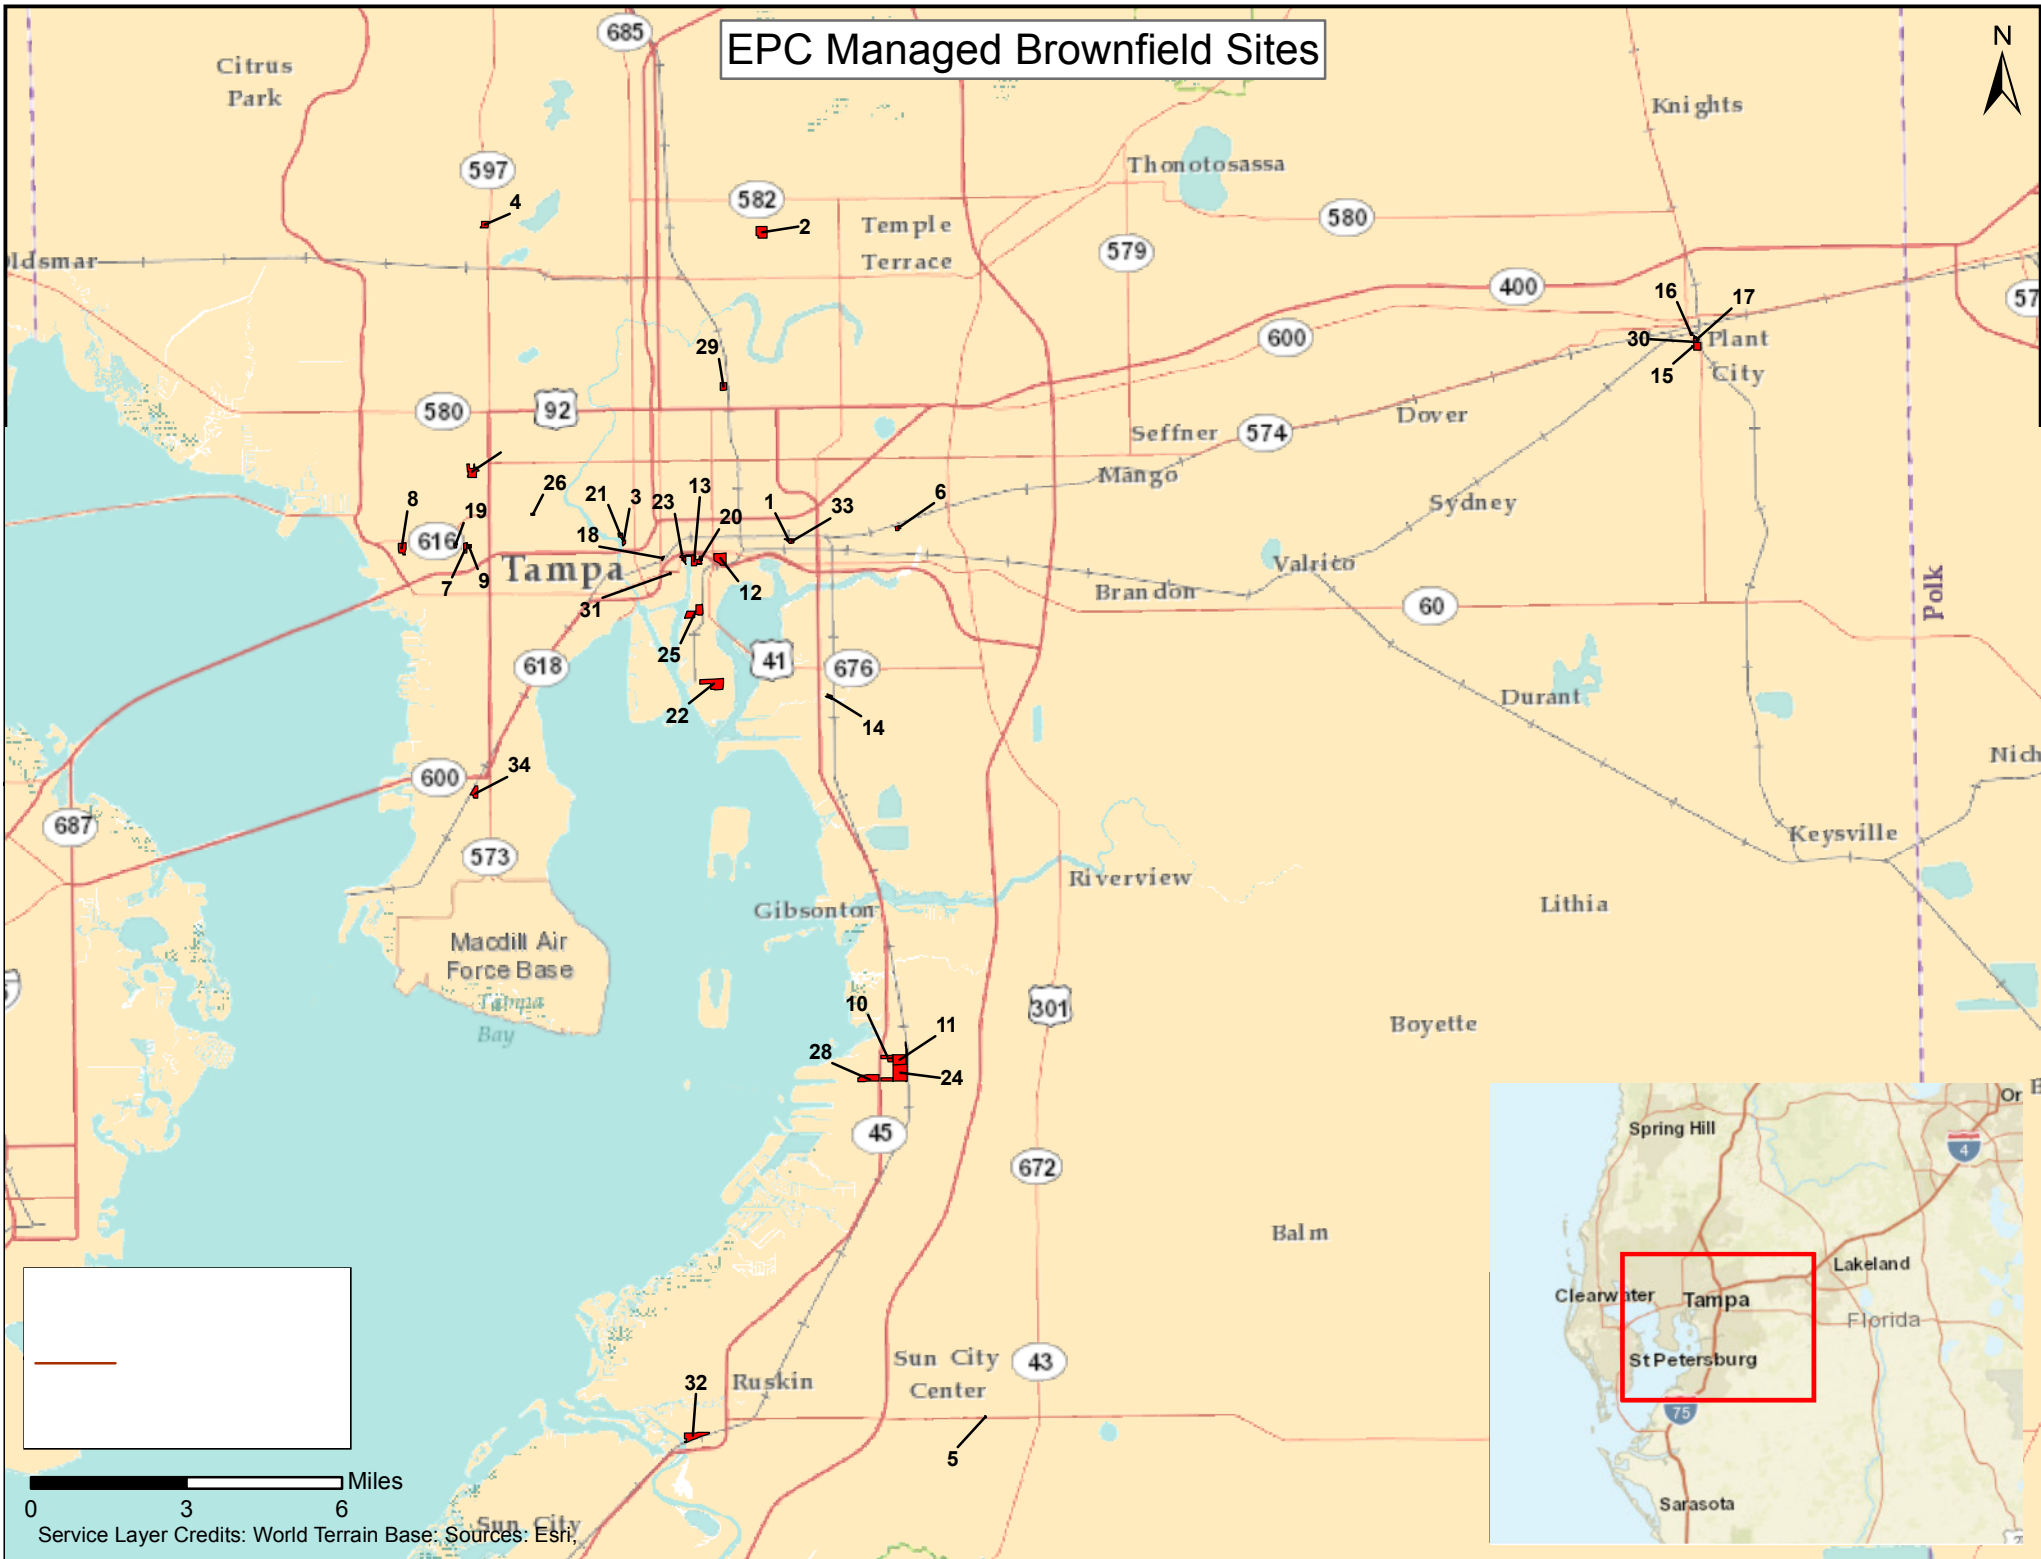 EPC Managed Brownfield Sites
N
685
Citrus
Park
Knights
597
4
582
2
Thonotosassa
580
Temple
Terrace
579
ldsmar
400
16
17
57
600
30
Plant
15
City
29
580
92
Seffner
574
Dover
Mango
Sydney
8
19
26
21
3
23
13
20
1
33
6
616
18
7
9
Tampa
31
12
Valrico
Brandon
60
Polk
25
618
41
676
22
14
Durant
34
600
Nich
687
573
Keysville
Riverview
Gibsonton
Lithia
Macdill Air
Force Base
Tampa
Bay
10
11
28
24
301
Boyette
45
672
Balm
Sun City
Center
43
32
Ruskin
5
Spring Hill
Or
4
Lakeland
Clearwater
Tampa
Florida
St Petersburg
75
Sarasota
Miles
0
3
6
Sun City
Service Layer Credits: World Terrain Base: Sources: Esri,